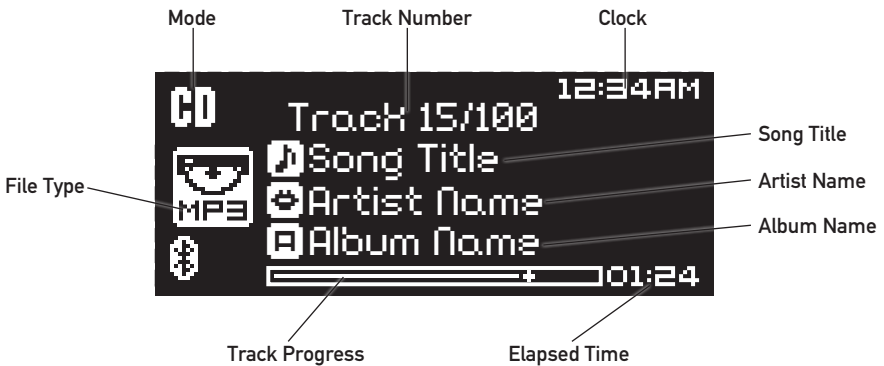 Mode
Track Number
Clock
CD
12:34AM
Track 15/100
Song Title
Song Title
File Type
MP3
Artist Name
Artist Name
A Album Name
Album Name
01:24
Track Progress
Elapsed Time